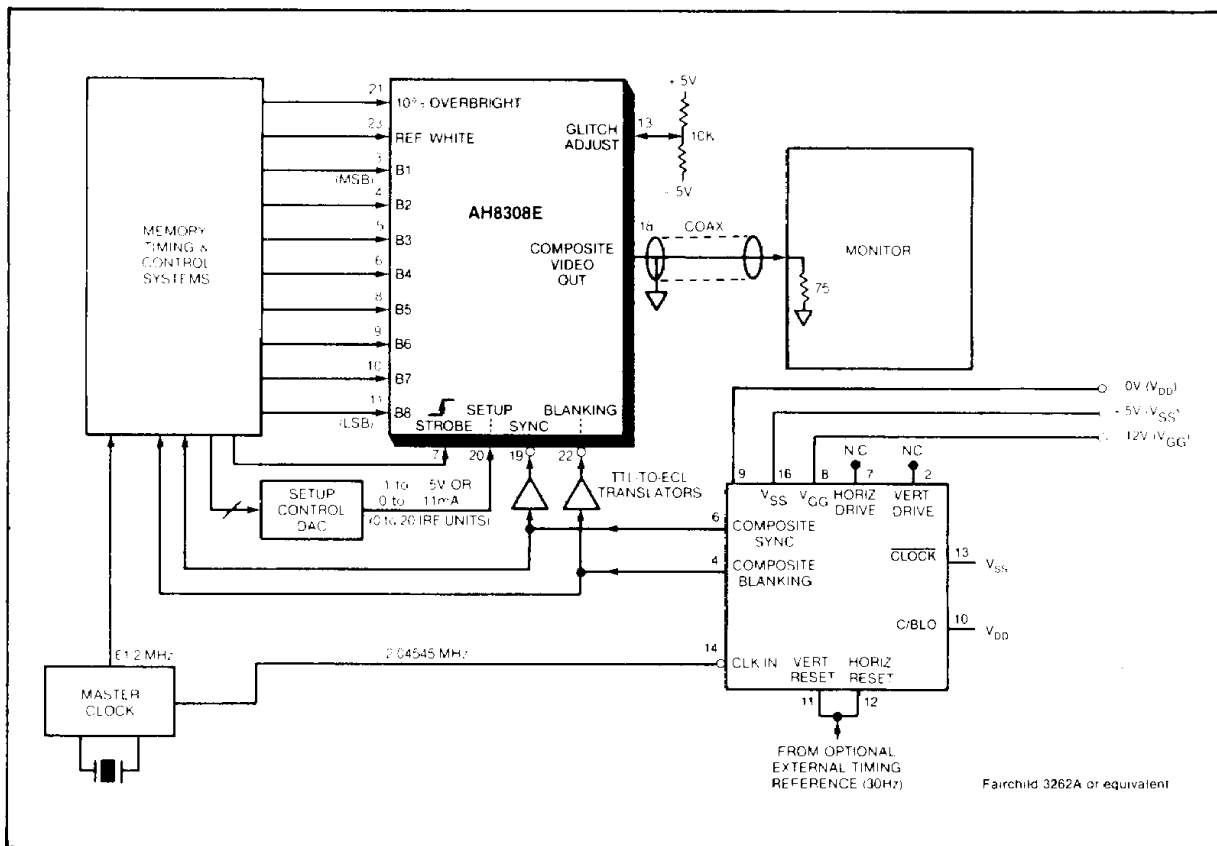 MEMORY
TIMING &
CONTROL
SYSTEMS
21
23
3
(MSB)
4
5
6
8
9
10
11
(LSB)
10% OVERBRIGHT
REF WHITE
B1
B2
B3
B4
B5
B6
B7
B8
AH8308E
GLITCH
ADJUST
COMPOSITE
VIDEO
OUT
STROBE
SETUP
SYNC
BLANKING
7
20
19
22
13
+ 5V
10K
- 5V
18
COAX
MONITOR
75
TTL-TO-ECL
TRANSLATORS
SETUP
CONTROL
DAC
1 to 5V OR
0 to 11mA
(0 to 20 IRE UNITS)
0V (VDD)
5V (VSS)
12V (VGG)
9
16
8
7
2
NC
NC
VSS
VGG
HORIZ
DRIVE
VERT
DRIVE
6
COMPOSITE
SYNC
4
COMPOSITE
BLANKING
CLOCK
13
VSS
C/BLO
10
VDD
14
CLK IN
VERT
RESET
HORIZ
RESET
11
12
FROM OPTIONAL
EXTERNAL TIMING
REFERENCE (30Hz)
2.04545 MHz
61.2 MHz
MASTER
CLOCK
Fairchild 3262A or equivalent